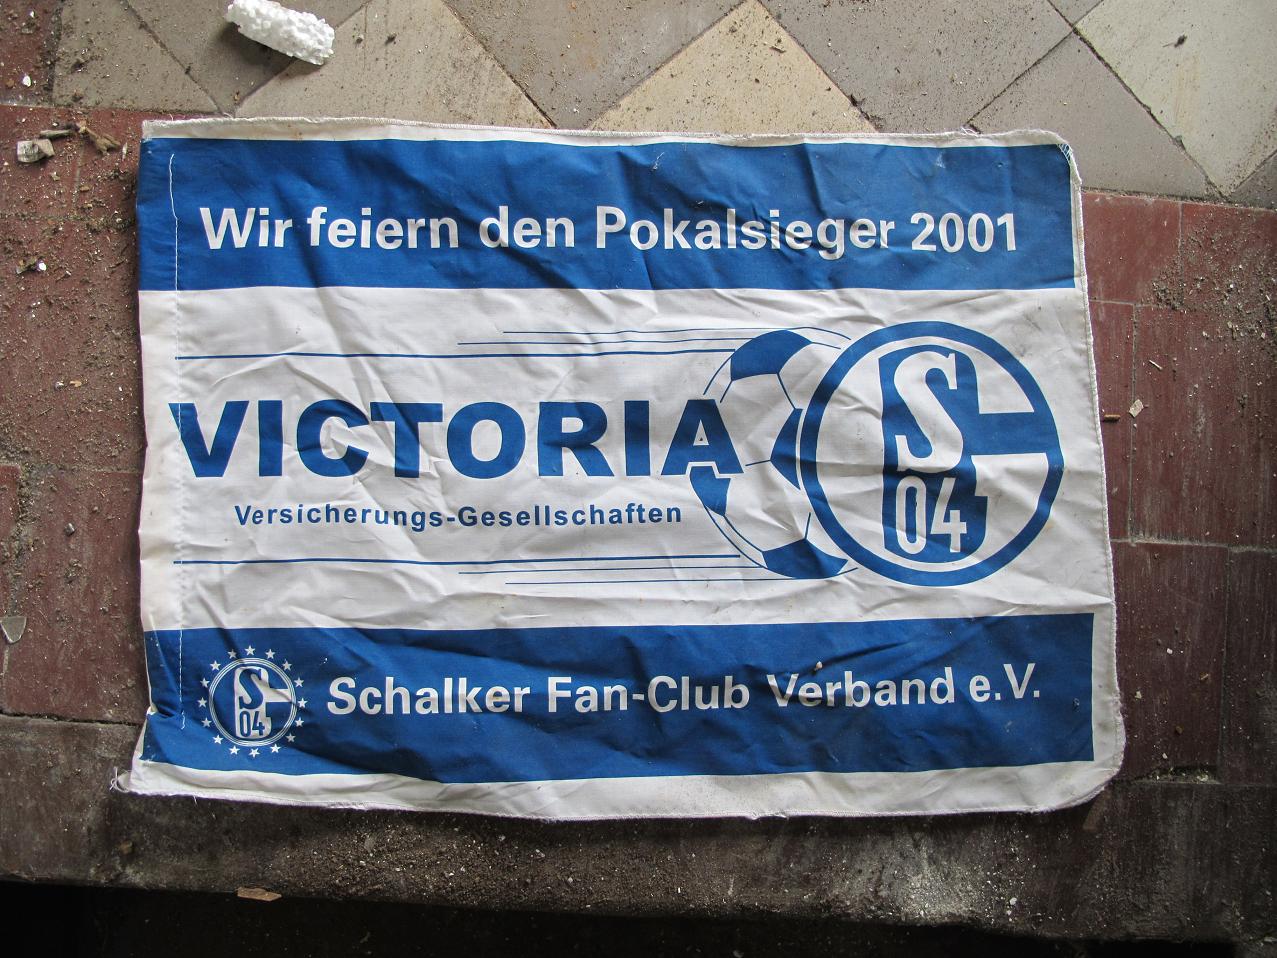 Wir feiern den Pokalsieger 2001
VICTORIA
Versicherungs-Gesellschaften
S
04
S
04
Schalker Fan-Club Verband e.V.